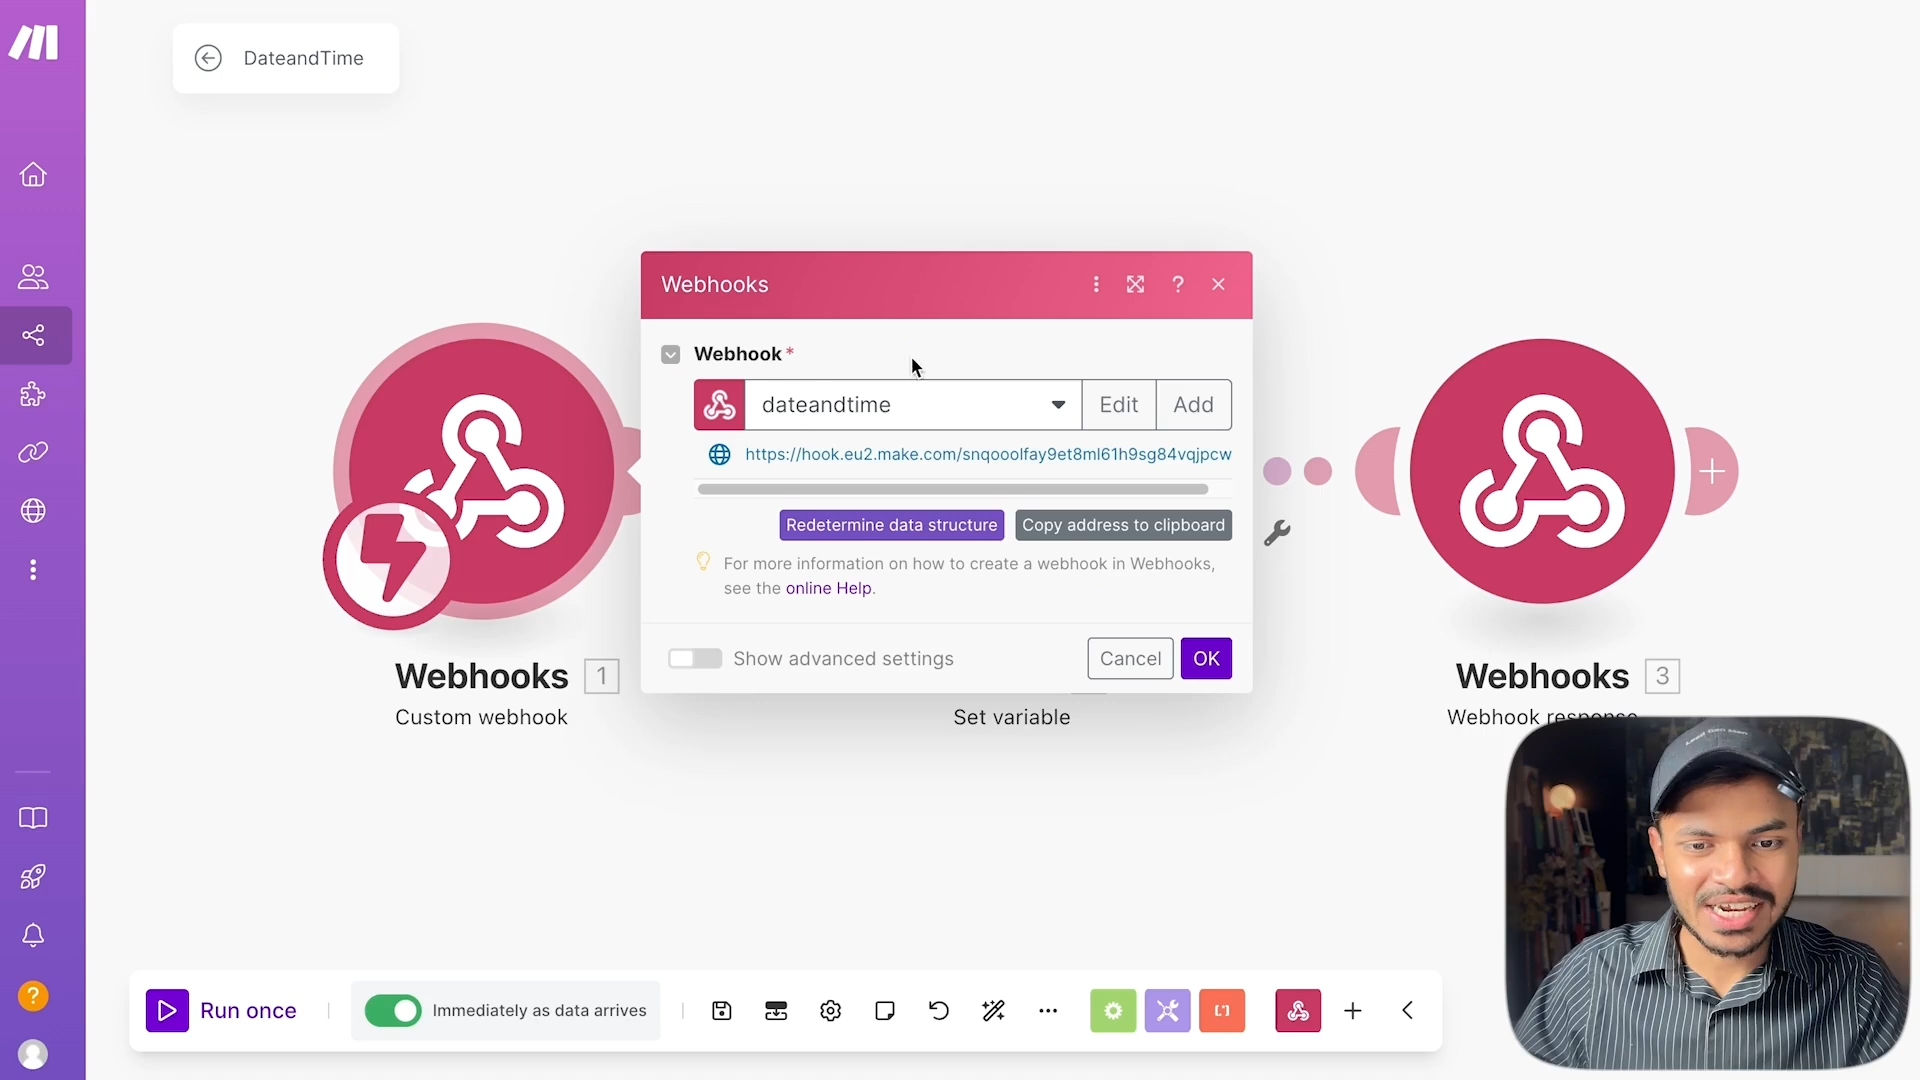 DateandTime
Webhooks
?
Webhook *
dateandtime
Edit
Add
https://hook.eu2.make.com/snqooolfay9et8ml61h9sg84vqjpcw
Redetermine data structure
Copy address to clipboard
For more information on how to create a webhook in Webhooks,
see the online Help.
Show advanced settings
Cancel
OK
Webhooks 1
Custom webhook
Set variable
Webhooks 3
Webhook response
?
Run once
Immediately as data arrives